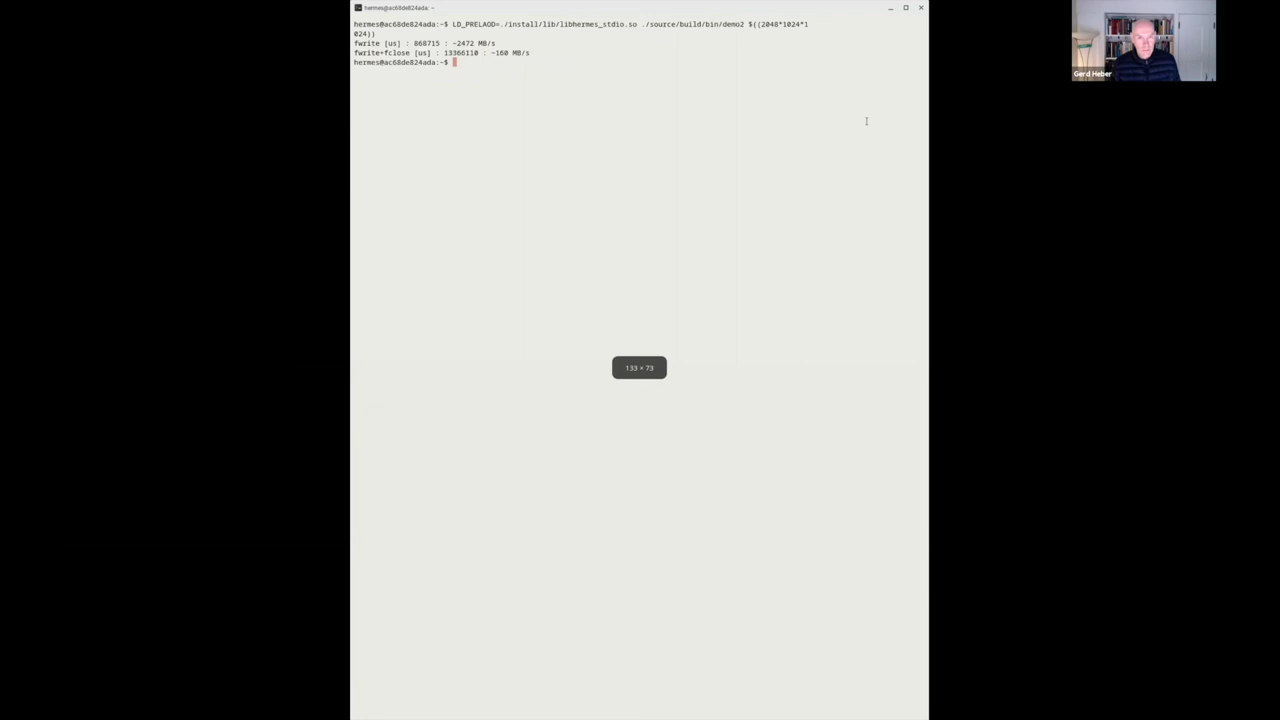 hermes@ac68de824ada: ~
hermes@ac68de824ada:~$ LD_PRELAOD=./install/lib/libhermes_stdio.so ./source/build/bin/demo2 $((2048*1024*1
024))
fwrite [us] : 868715 : ~2472 MB/s
fwrite+fclose [us] : 13366110 : ~160 MB/s
hermes@ac68de824ada:~$
133 × 73
Gerd Heber